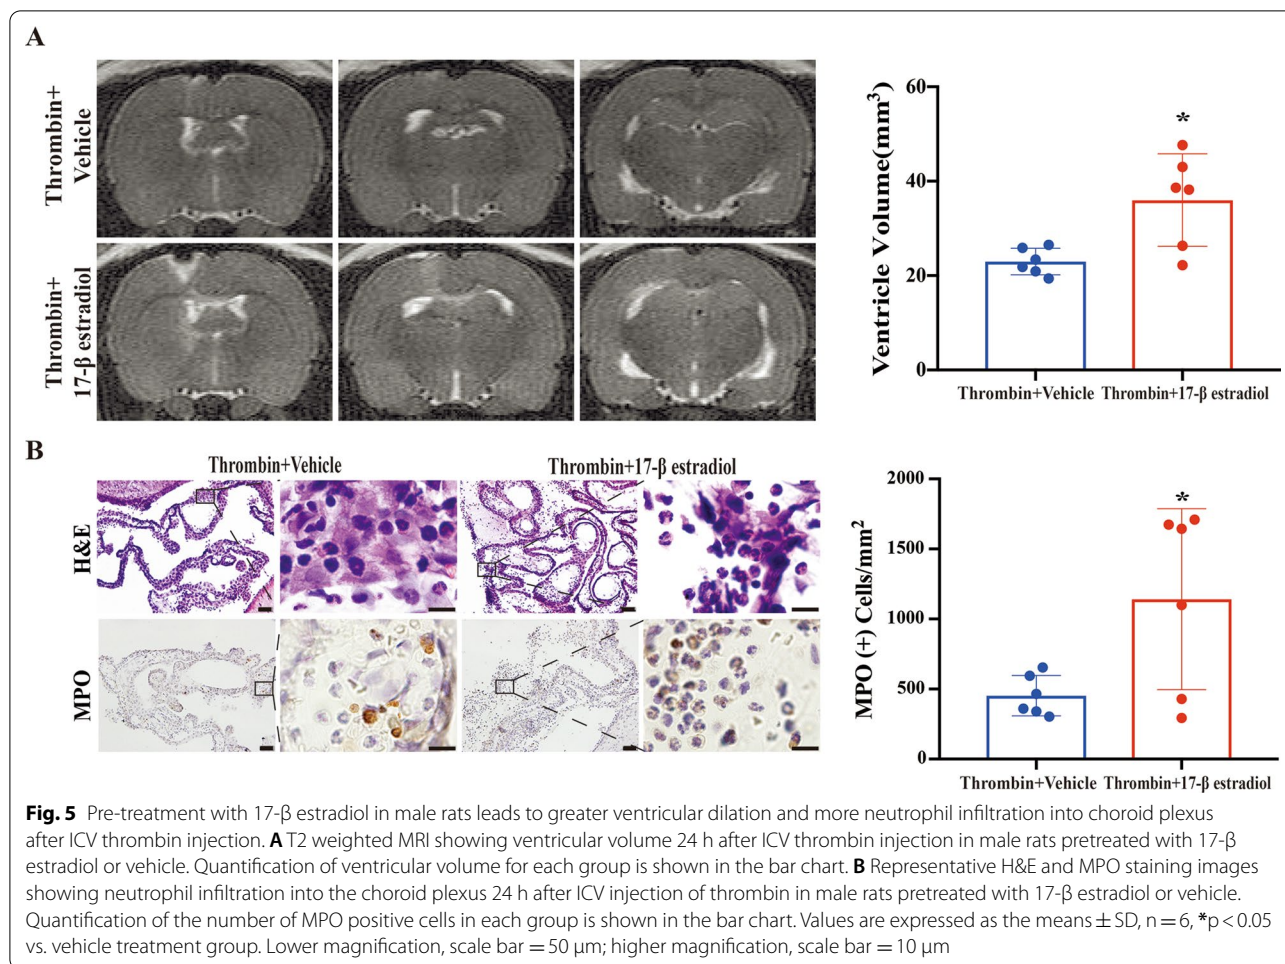 A
Thrombin+
Vehicle
Thrombin+
17-β estradiol
Ventricle Volume(mm³)
60
*
40
20
0
Thrombin+Vehicle Thrombin+17-β estradiol
B
Thrombin+Vehicle Thrombin+17-β estradiol
H&E
MPO
MPO (+) Cells/mm²
2000
*
1500
1000
500
0
Thrombin+Vehicle Thrombin+17-β estradiol
Fig. 5 Pre-treatment with 17-β estradiol in male rats leads to greater ventricular dilation and more neutrophil infiltration into choroid plexus
after ICV thrombin injection. A T2 weighted MRI showing ventricular volume 24 h after ICV thrombin injection in male rats pretreated with 17-β
estradiol or vehicle. Quantification of ventricular volume for each group is shown in the bar chart. B Representative H&E and MPO staining images
showing neutrophil infiltration into the choroid plexus 24 h after ICV injection of thrombin in male rats pretreated with 17-β estradiol or vehicle.
Quantification of the number of MPO positive cells in each group is shown in the bar chart. Values are expressed as the means ± SD, n = 6, *p < 0.05
vs. vehicle treatment group. Lower magnification, scale bar = 50 μm; higher magnification, scale bar = 10 μm